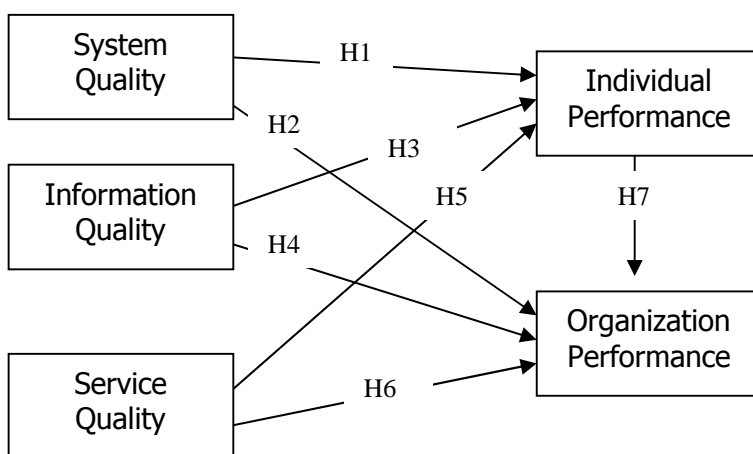 System
Quality
H1
Individual
Performance
H2
H3
Information
Quality
H5
H7
H4
Organization
Performance
Service
Quality
H6